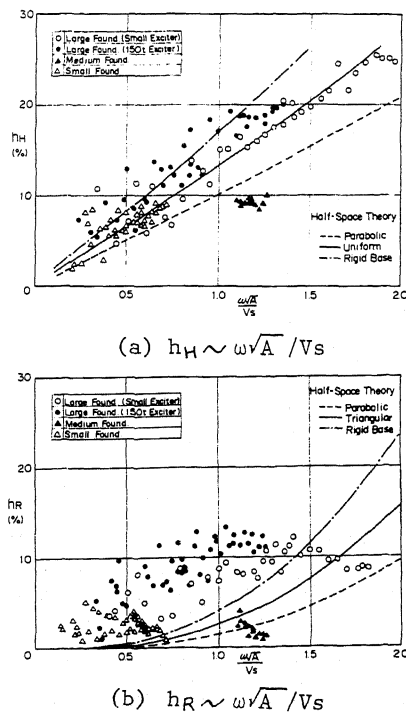 ○ Large Found. (Small Exciter)
● Large Found. (150t Exciter)
▲ Medium Found
△ Small Found
30
20
hH
(%)
10
0
Half-Space Theory
Parabolic
Uniform
Rigid Base
0.5
1.0
ω√A
Vs
1.5
2.0
(a) hH ~ ω√A /Vs
○ Large Found. (Small Exciter)
● Large Found. (150t Exciter)
▲ Medium Found
△ Small Found
Half-Space Theory
Parabolic
Triangular
Rigid Base
30
20
hR
(%)
10
0
0.5
1.0
ω√A
Vs
1.5
2.0
(b) hR ~ ω√A /Vs